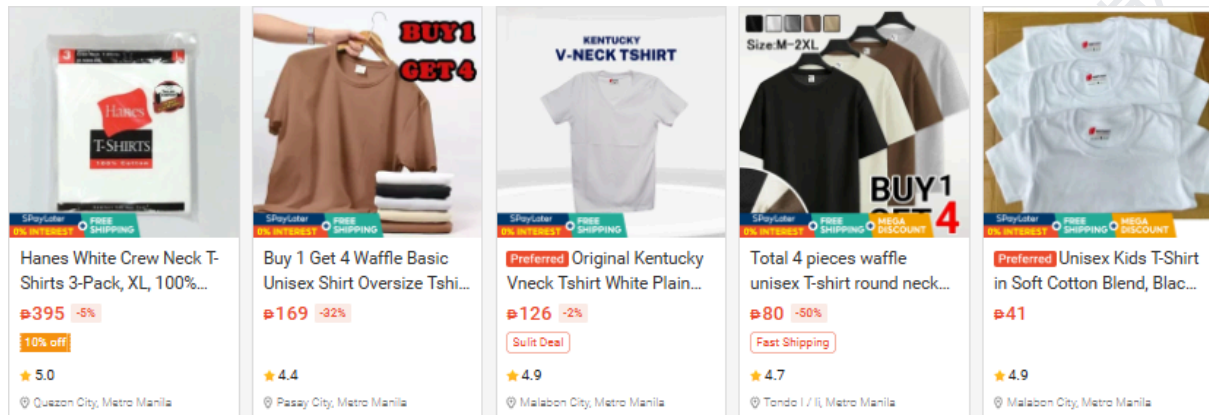 3
Hanes
T-SHIRTS
100% Cotton
SPayLater
0% INTEREST
FREE
SHIPPING
Hanes White Crew Neck T-
Shirts 3-Pack, XL, 100%...
₱395 -5%
10% off
5.0
Quezon City, Metro Manila
BUY 1
GET 4
SPayLater
0% INTEREST
FREE
SHIPPING
Buy 1 Get 4 Waffle Basic
Unisex Shirt Oversize Tshi...
₱169 -32%
4.4
Pasay City, Metro Manila
KENTUCKY
V-NECK TSHIRT
SPayLater
0% INTEREST
FREE
SHIPPING
Preferred Original Kentucky
Vneck Tshirt White Plain...
₱126 -2%
Sulit Deal
4.9
Malabon City, Metro Manila
Size:M-2XL
BUY 1
4
SPayLater
0% INTEREST
FREE
SHIPPING
MEGA
DISCOUNT
Total 4 pieces waffle
unisex T-shirt round neck...
₱80 -50%
Fast Shipping
4.7
Tondo I / Ii, Metro Manila
SPayLater
0% INTEREST
FREE
SHIPPING
MEGA
DISCOUNT
Preferred Unisex Kids T-Shirt
in Soft Cotton Blend, Blac...
₱41
4.9
Malabon City, Metro Manila